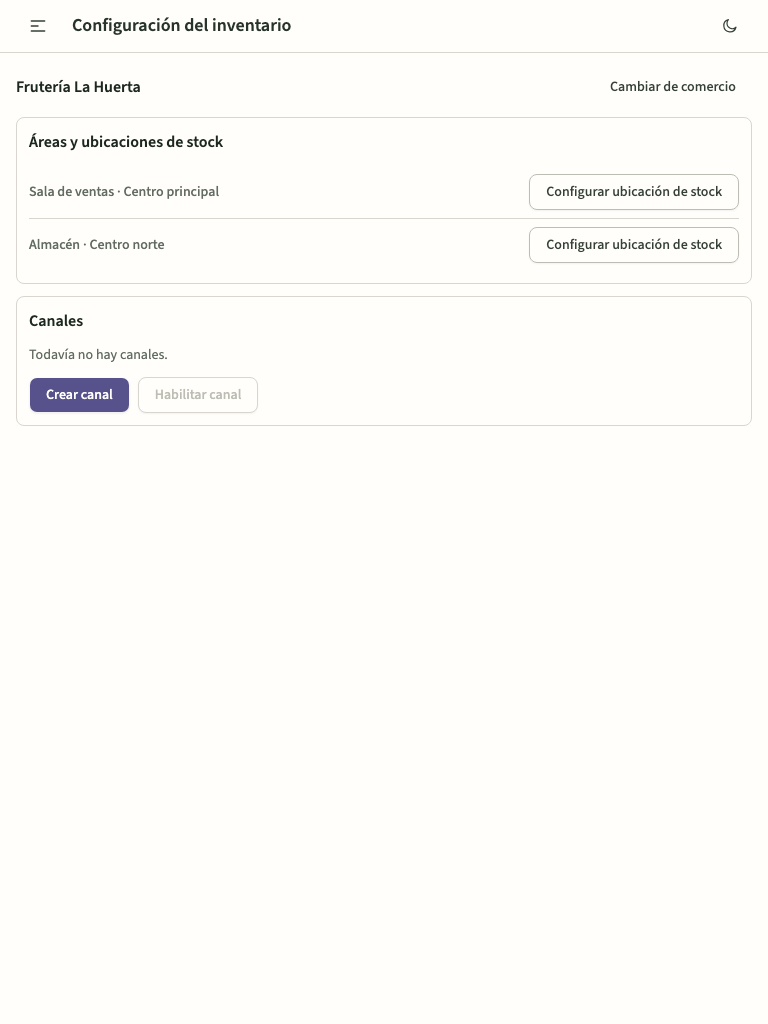 Configuración del inventario
Frutería La Huerta
Cambiar de comercio
Áreas y ubicaciones de stock
Sala de ventas · Centro principal
Configurar ubicación de stock
Almacén · Centro norte
Configurar ubicación de stock
Canales
Todavía no hay canales.
Crear canal
Habilitar canal